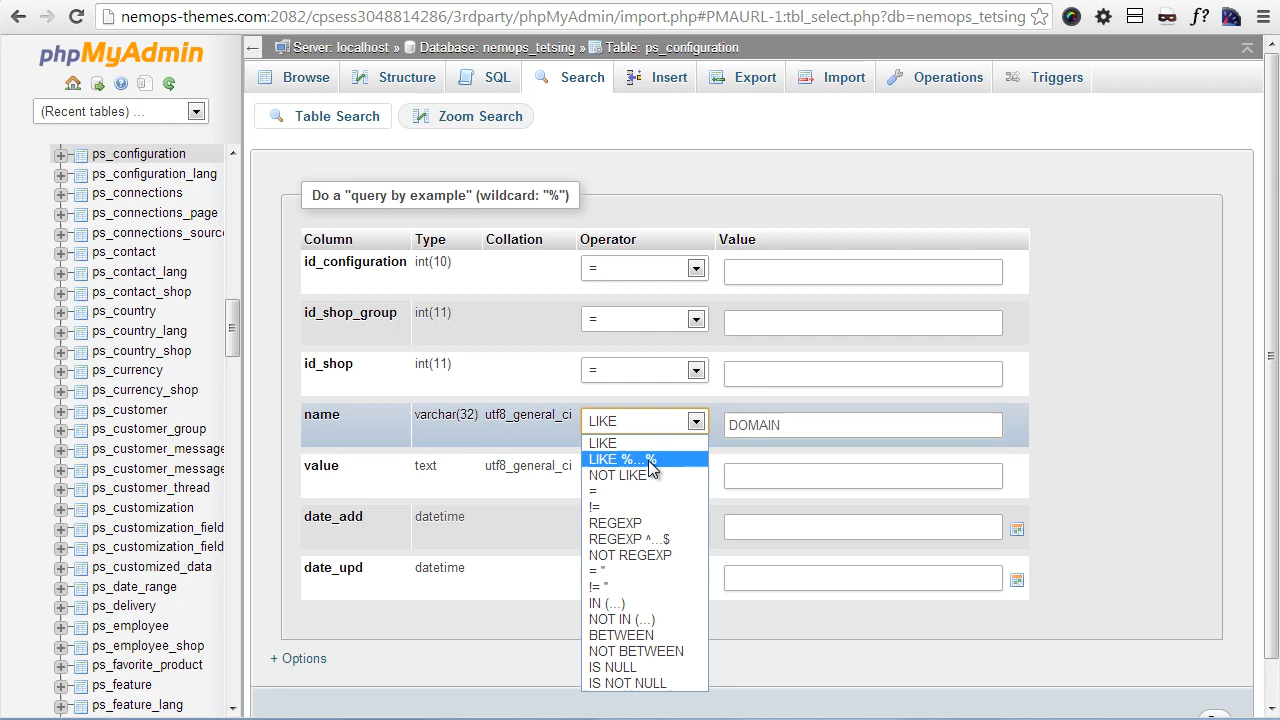 nemops-themes.com:2082/cpsess3048814286/3rdparty/phpMyAdmin/import.php#PMAURL-1:tbl_select.php?db=nemops_tetsing
phpMyAdmin
Server: localhost » Database: nemops_tetsing » Table: ps_configuration
Browse Structure SQL Search Insert Export Import Operations Triggers
(Recent tables) ...
Table Search Zoom Search
ps_configuration
ps_configuration_lang
ps_connections
ps_connections_page
ps_connections_sourc
ps_contact
ps_contact_lang
ps_contact_shop
ps_country
ps_country_lang
ps_country_shop
ps_currency
ps_currency_shop
ps_customer
ps_customer_group
ps_customer_message
ps_customer_message
ps_customer_thread
ps_customization
ps_customization_field
ps_customization_field
ps_customized_data
ps_date_range
ps_delivery
ps_employee
ps_employee_shop
ps_favorite_product
ps_feature
ps_feature_lang
Do a "query by example" (wildcard: "%")
Column Type Collation Operator Value
id_configuration int(10) =
id_shop_group int(11) =
id_shop int(11) =
name varchar(32) utf8_general_ci LIKE DOMAIN
value text utf8_general_ci
date_add datetime
date_upd datetime
LIKE
LIKE %...%
NOT LIKE
=
!=
REGEXP
REGEXP ^...$
NOT REGEXP
= ''
!= ''
IN (...)
NOT IN (...)
BETWEEN
NOT BETWEEN
IS NULL
IS NOT NULL
+ Options